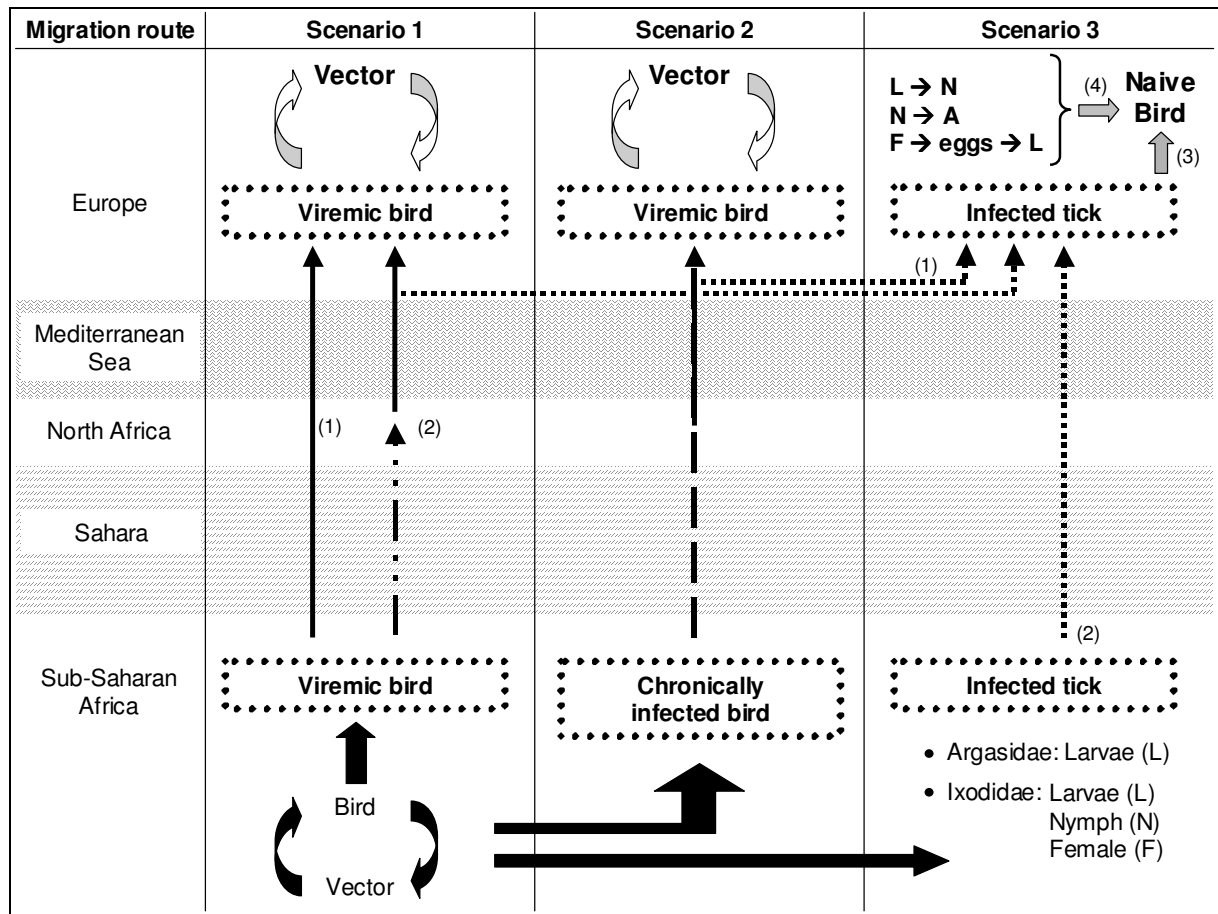 Migration route
Scenario 1
Scenario 2
Scenario 3
Europe
Vector
Viremic bird
Vector
Viremic bird
L → N
N → A
F → eggs → L
(4)
Naive
Bird
(3)
Infected tick
(1)
Mediterranean
Sea
North Africa
(1)
(2)
Sahara
Sub-Saharan
Africa
Viremic bird
Bird
Vector
Chronically
infected bird
(2)
Infected tick
• Argasidae: Larvae (L)
• Ixodidae: Larvae (L)
Nymph (N)
Female (F)